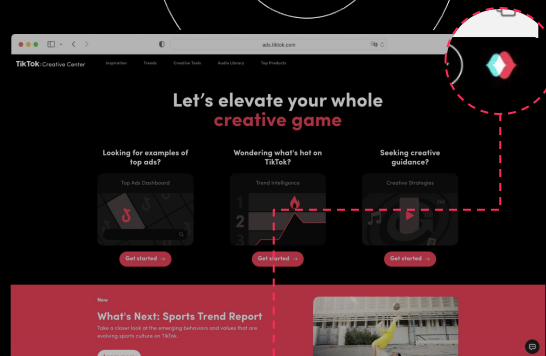 ads.tiktok.com
TikTok: Creative Center
Inspiration
Trends
Creative Tools
Audio Library
Top Products
Let's elevate your whole
creative game
Looking for examples of
top ads?
Wondering what's hot on
TikTok?
Seeking creative
guidance?
Top Ads Dashboard
Trend Intelligence
Creative Strategies
1
2
3
Get started →
Get started →
Get started →
New
What's Next: Sports Trend Report
Take a closer look at the emerging behaviors and values that are
evolving sports culture on TikTok.